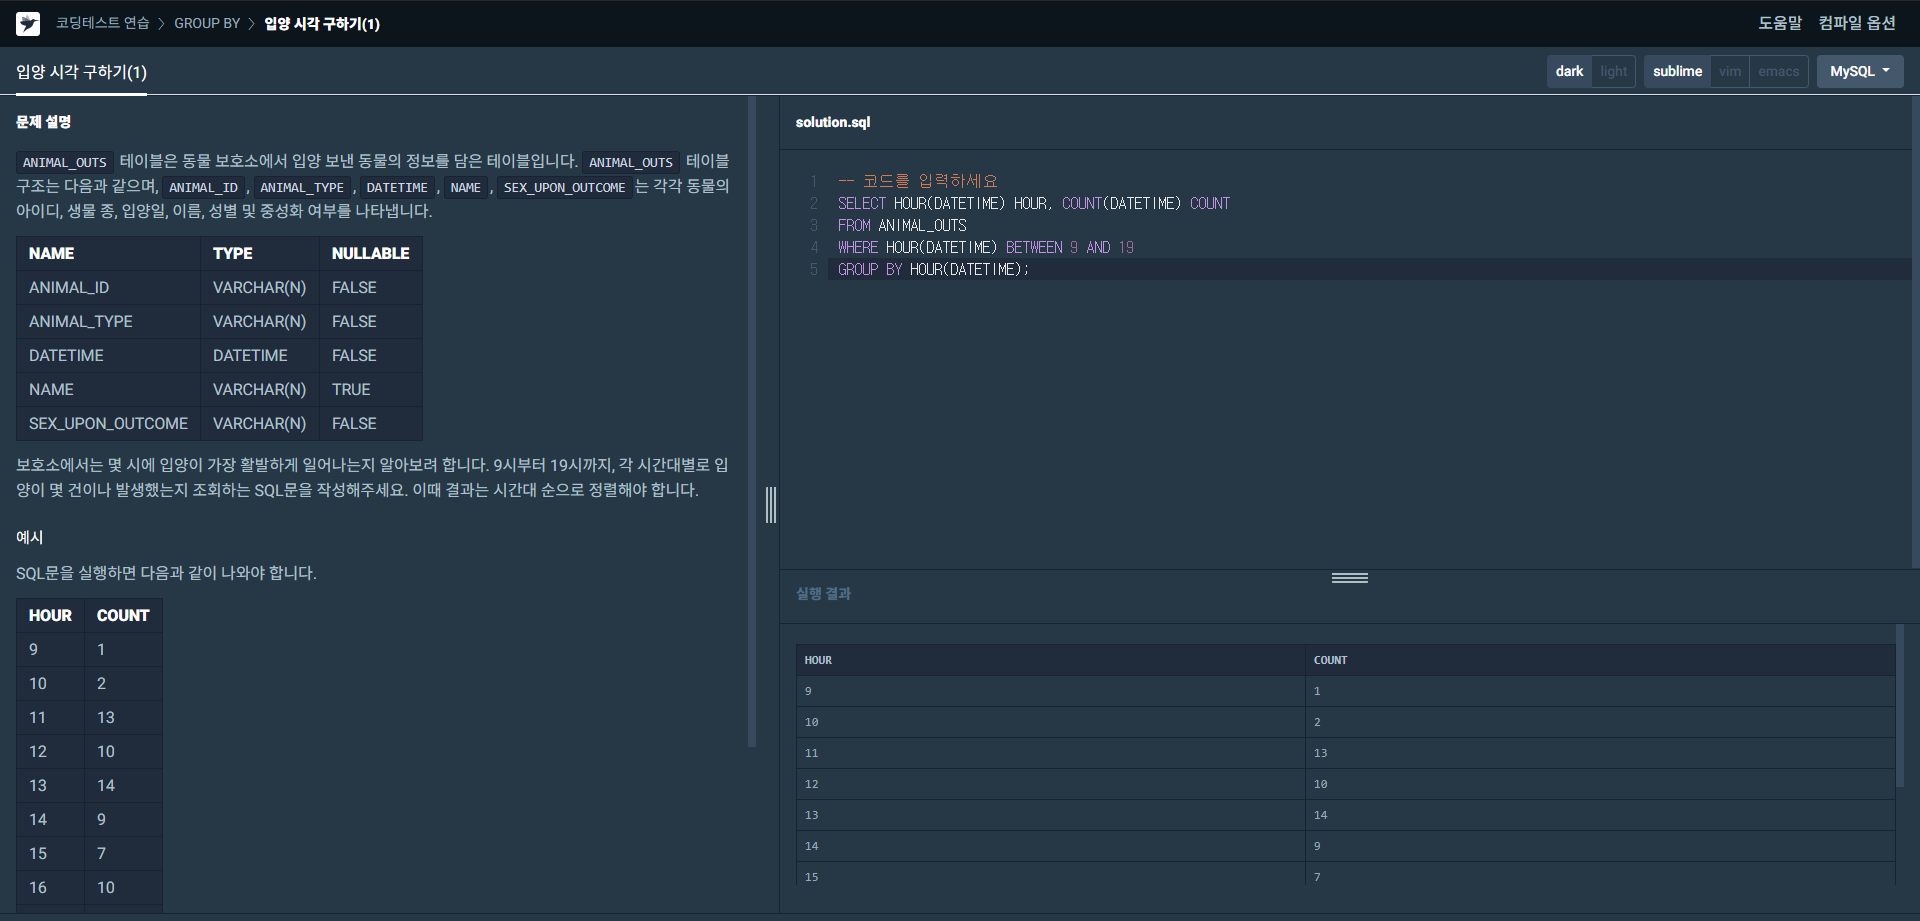 코딩테스트 연습 > GROUP BY > 입양 시각 구하기(1)
도움말 컴파일 옵션
입양 시각 구하기(1)
dark light sublime vim emacs MySQL
문제 설명
ANIMAL_OUTS 테이블은 동물 보호소에서 입양 보낸 동물의 정보를 담은 테이블입니다. ANIMAL_OUTS 테이블
구조는 다음과 같으며, ANIMAL_ID, ANIMAL_TYPE, DATETIME, NAME, SEX_UPON_OUTCOME는 각각 동물의
아이디, 생물 종, 입양일, 이름, 성별 및 중성화 여부를 나타냅니다.
NAME TYPE NULLABLE
ANIMAL_ID VARCHAR(N) FALSE
ANIMAL_TYPE VARCHAR(N) FALSE
DATETIME DATETIME FALSE
NAME VARCHAR(N) TRUE
SEX_UPON_OUTCOME VARCHAR(N) FALSE
보호소에서는 몇 시에 입양이 가장 활발하게 일어나는지 알아보려 합니다. 9시부터 19시까지, 각 시간대별로 입
양이 몇 건이나 발생했는지 조회하는 SQL문을 작성해주세요. 이때 결과는 시간대 순으로 정렬해야 합니다.
예시
SQL문을 실행하면 다음과 같이 나와야 합니다.
HOUR COUNT
9 1
10 2
11 13
12 10
13 14
14 9
15 7
16 10
solution.sql
1 -- 코드를 입력하세요
2 SELECT HOUR(DATETIME) HOUR, COUNT(DATETIME) COUNT
3 FROM ANIMAL_OUTS
4 WHERE HOUR(DATETIME) BETWEEN 9 AND 19
5 GROUP BY HOUR(DATETIME);
실행 결과
HOUR COUNT
9 1
10 2
11 13
12 10
13 14
14 9
15 7